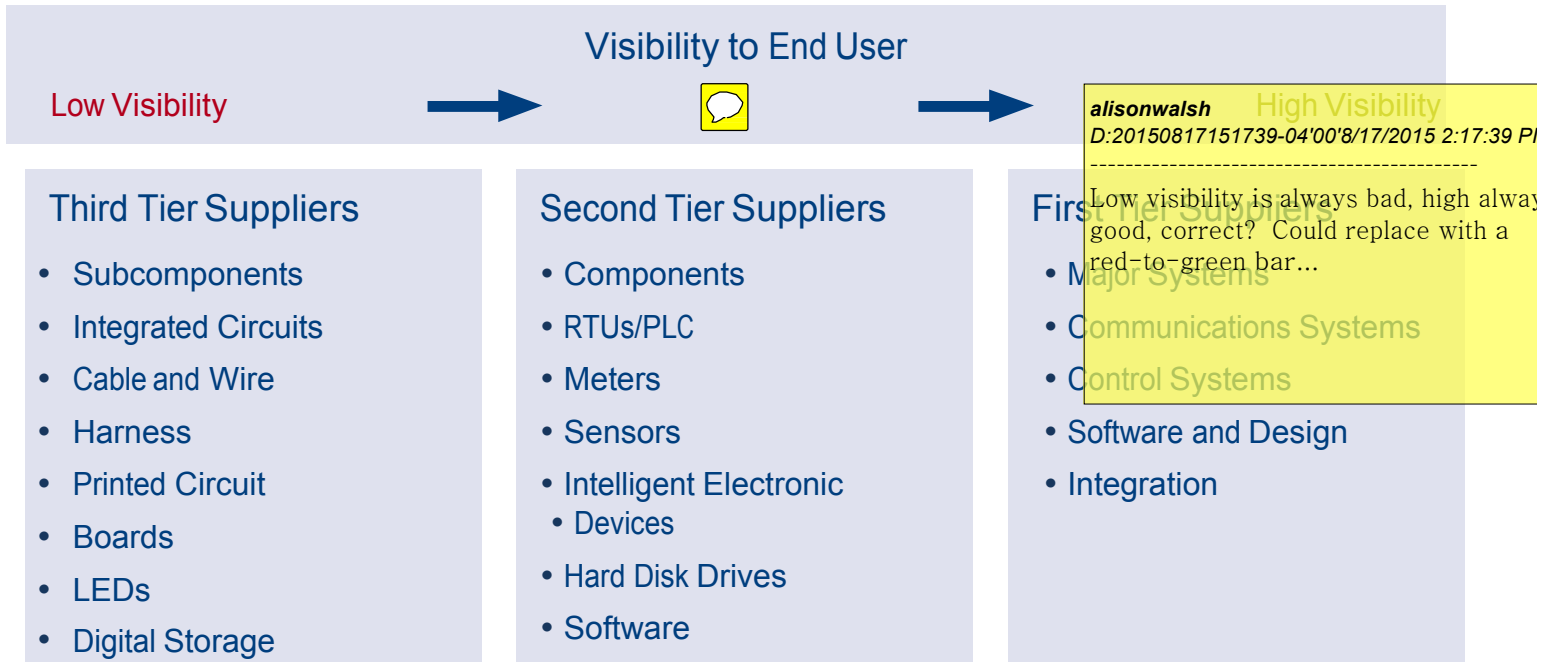 Visibility to End User
Low Visibility
High Visibility
alisonwalsh
D:20150817151739-04'00'8/17/2015 2:17:39
------------------------------------------
Low visibility is always bad, high
good, correct? Could replace with a
red-to-green bar...
Third Tier Suppliers
• Subcomponents
• Integrated Circuits
• Cable and Wire
• Harness
• Printed Circuit
• Boards
• LEDs
• Digital Storage
Second Tier Suppliers
• Components
• RTUs/PLC
• Meters
• Sensors
• Intelligent Electronic
• Devices
• Hard Disk Drives
• Software
First Tier Suppliers
• Major Systems
• Communications Systems
• Control Systems
• Software and Design
• Integration